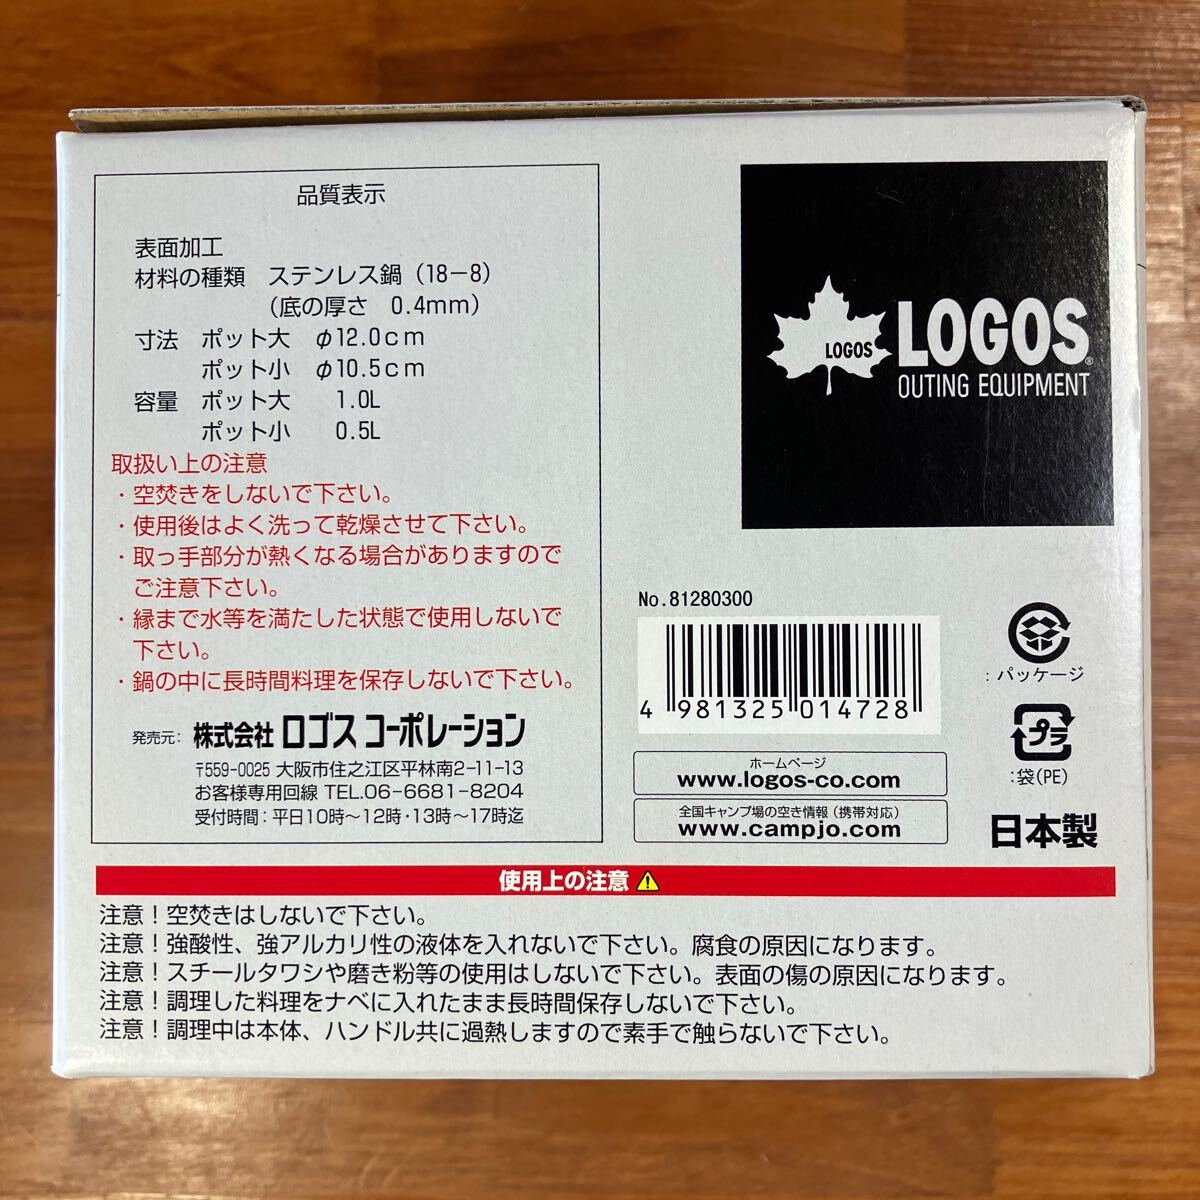 品質表示
表面加工
材料の種類 ステンレス鍋（18−8）
（底の厚さ 0.4mm）
寸法 ポット大 φ12.0cm
ポット小 φ10.5cm
容量 ポット大 1.0L
ポット小 0.5L
取扱い上の注意
・空焚きをしないで下さい。
・使用後はよく洗って乾燥させて下さい。
・取っ手部分が熱くなる場合がありますので
ご注意下さい。
・縁まで水等を満たした状態で使用しないで
下さい。
・鍋の中に長時間料理を保存しないで下さい。
発売元: 株式会社 ロゴス コーポレーション
〒559-0025 大阪市住之江区平林南2-11-13
お客様専用回線 TEL.06-6681-8204
受付時間：平日10時〜12時・13時〜17時迄
LOGOS
LOGOS®
OUTING EQUIPMENT
No.81280300
4 981325 014728
ホームページ
www.logos-co.com
全国キャンプ場の空き情報（携帯対応）
www.campjo.com
：パッケージ
プラ
：袋(PE)
日本製
使用上の注意
注意！空焚きはしないで下さい。
注意！強酸性、強アルカリ性の液体を入れないで下さい。腐食の原因になります。
注意！スチールタワシや磨き粉等の使用はしないで下さい。表面の傷の原因になります。
注意！調理した料理をナベに入れたまま長時間保存しないで下さい。
注意！調理中は本体、ハンドル共に過熱しますので素手で触らないで下さい。